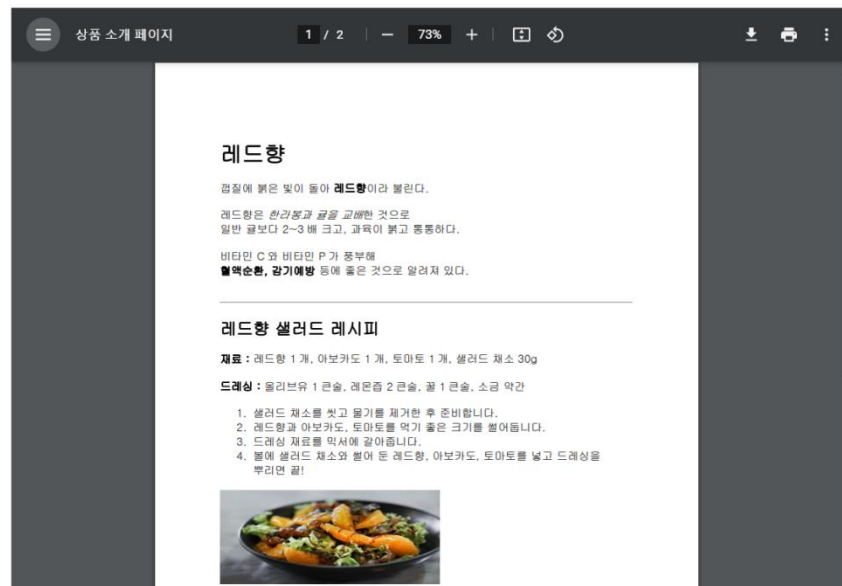 상품 소개 페이지
1 / 2
73%
레드향
껍질에 붉은 빛이 돌아 레드향이라 불린다.
레드향은 한라봉과 귤을 교배한 것으로
일반 귤보다 2~3 배 크고, 과육이 붉고 통통하다.
비타민 C 와 비타민 P 가 풍부해
혈액순환, 감기예방 등에 좋은 것으로 알려져 있다.
레드향 샐러드 레시피
재료 : 레드향 1 개, 아보카도 1 개, 토마토 1 개, 샐러드 채소 30g
드레싱 : 올리브유 1 큰술, 레몬즙 2 큰술, 꿀 1 큰술, 소금 약간
1. 샐러드 채소를 씻고 물기를 제거한 후 준비합니다.
2. 레드향과 아보카도, 토마토를 먹기 좋은 크기를 썰어둡니다.
3. 드레싱 재료를 믹서에 갈아줍니다.
4. 볼에 샐러드 채소와 썰어 둔 레드향, 아보카도, 토마토를 넣고 드레싱을
뿌리면 끝!